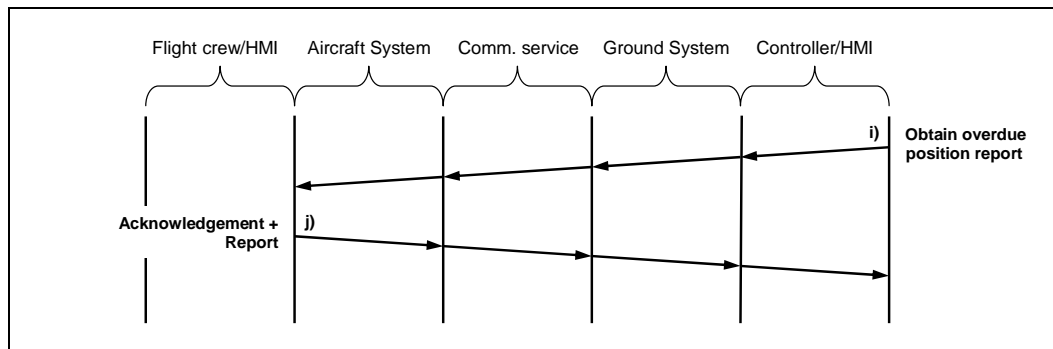 Flight crew/HMI
Aircraft System
Comm. service
Ground System
Controller/HMI
i)
Obtain overdue
position report
Acknowledgement +
Report
j)